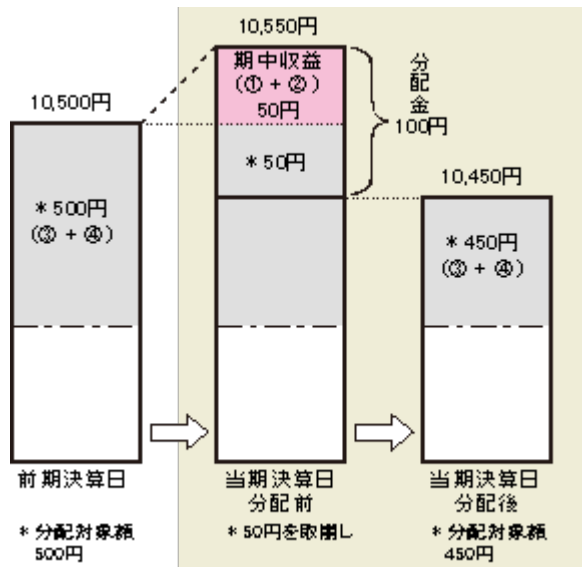 10,550円
期中収益
(① + ②)
50円
分配金
100円
10,500円
* 50円
10,450円
* 500円
(③ + ④)
* 450円
(③ + ④)
前期決算日
当期決算日
分配前
当期決算日
分配後
* 分配対象額
500円
* 50円を取崩し
* 分配対象額
450円